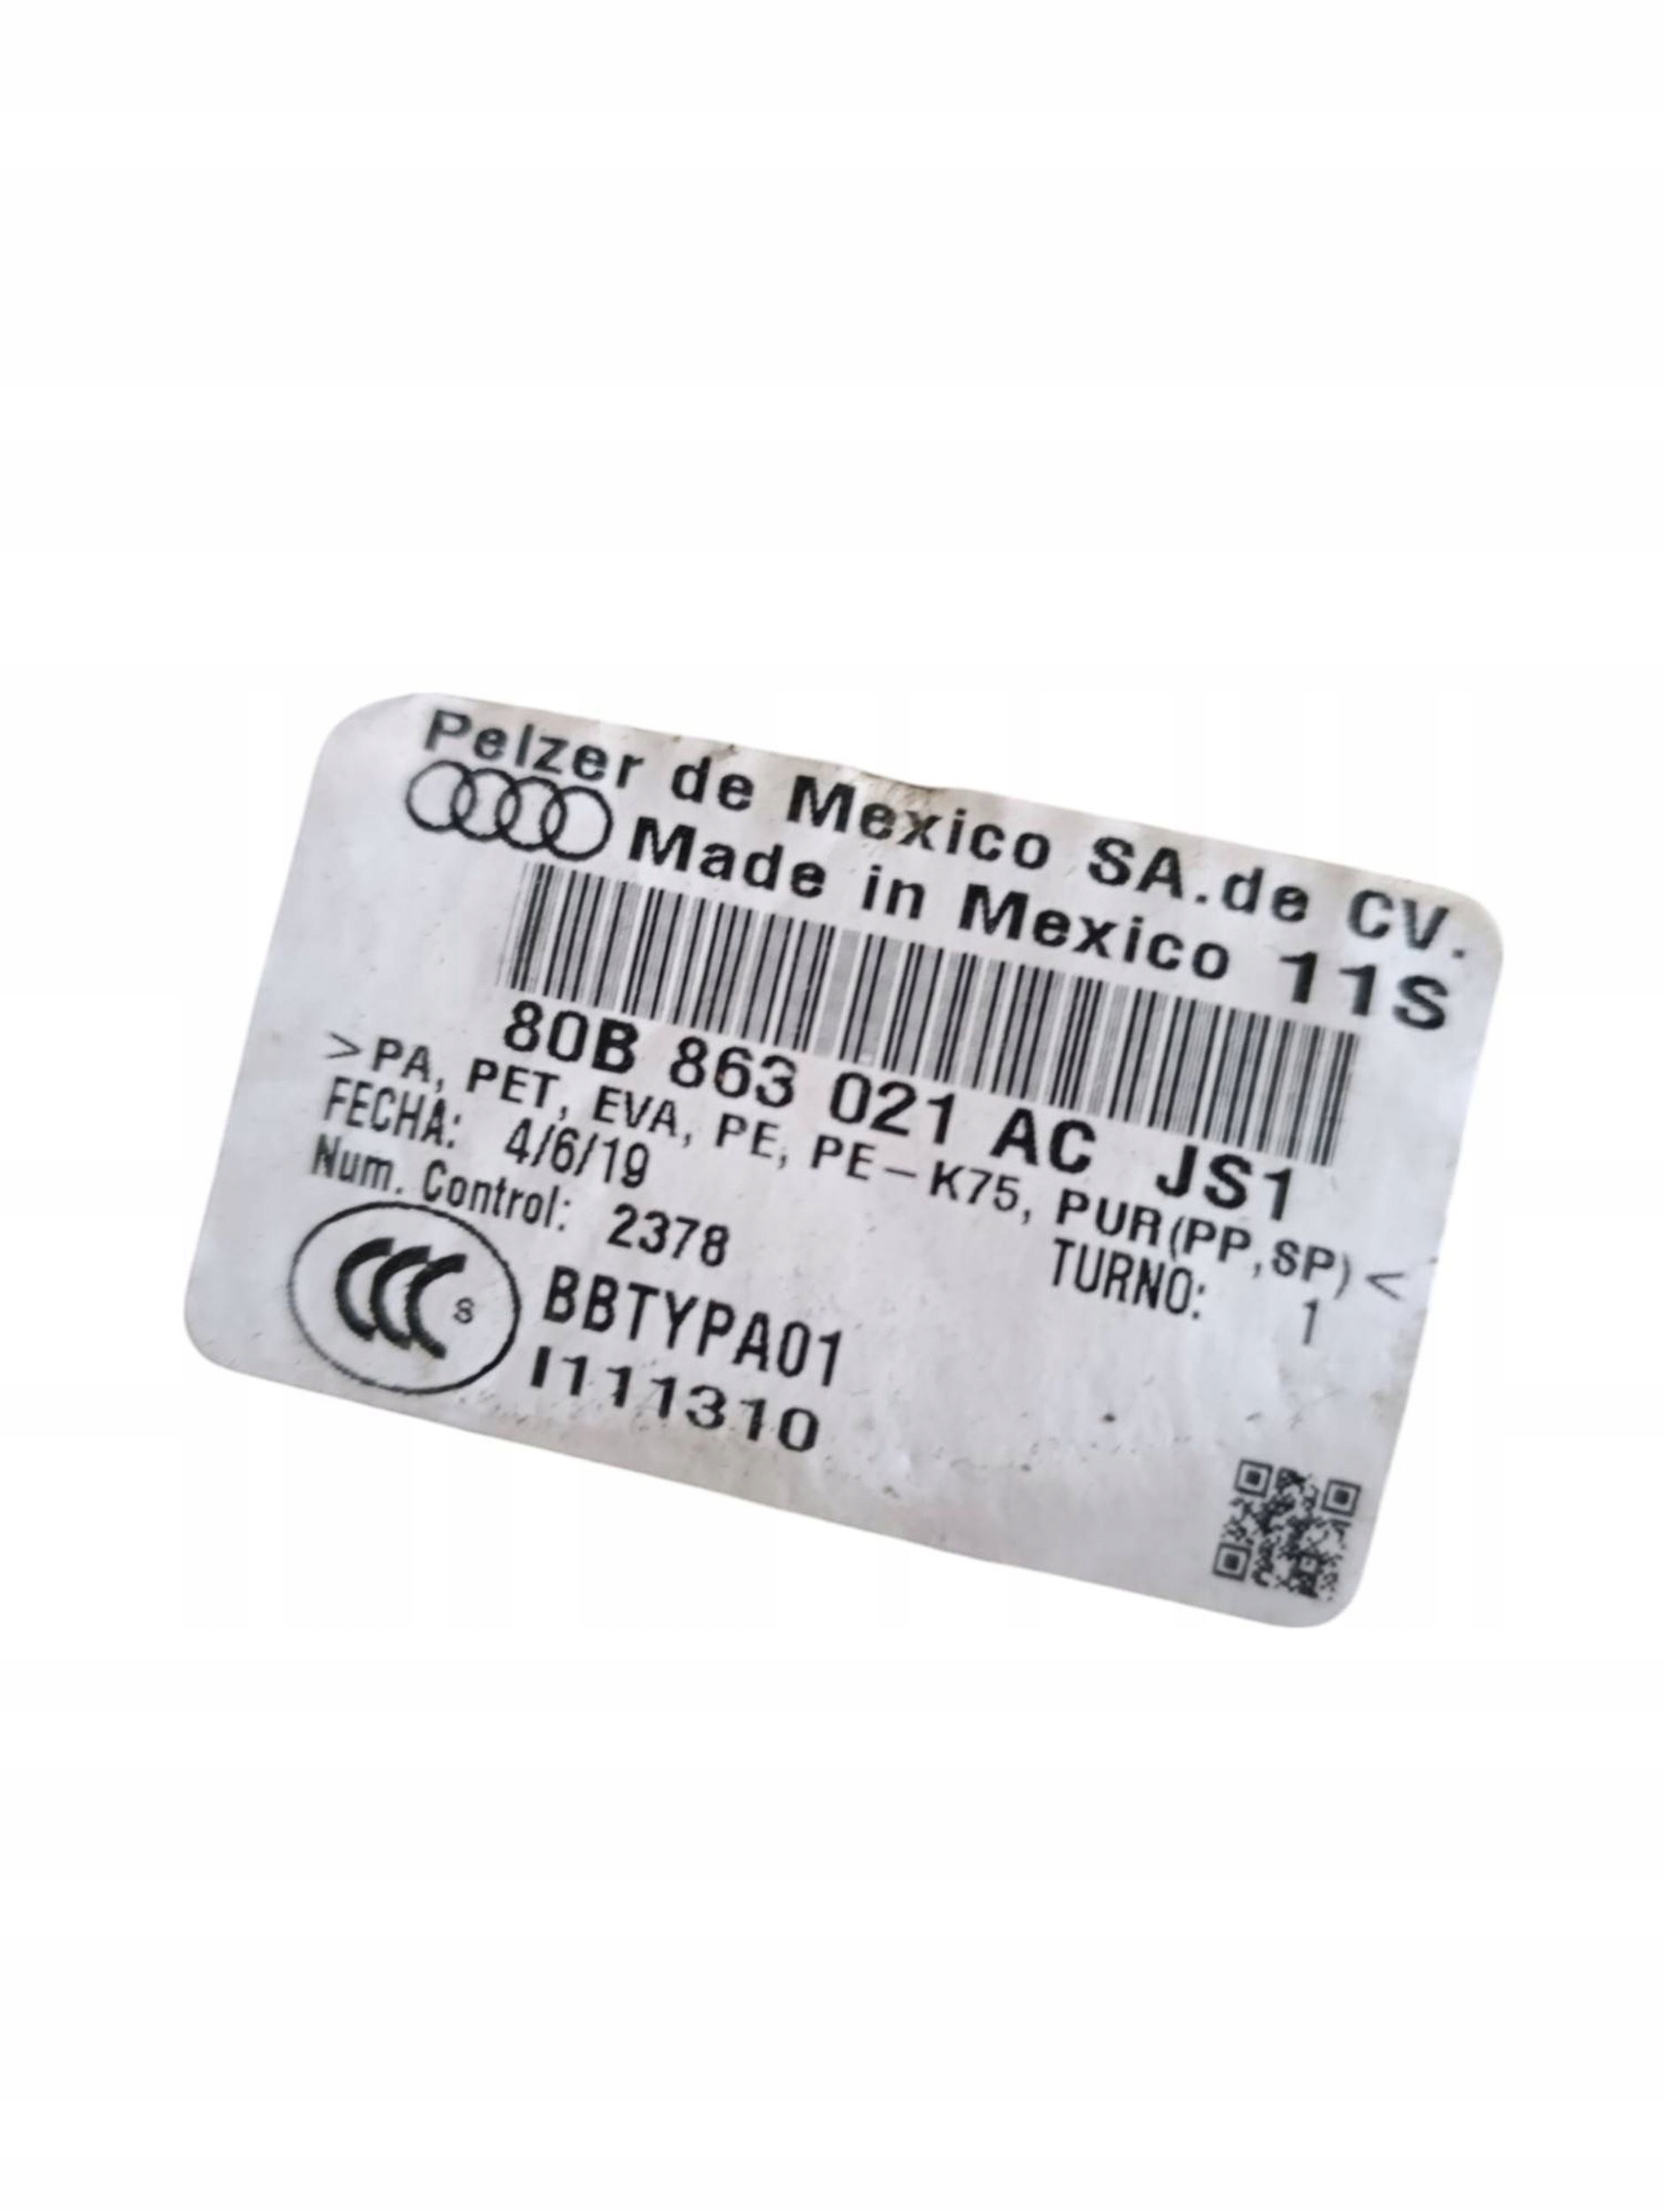 Pelzer de Mexico SA.de CV.
Made in Mexico 11S
80B 863 021 AC JS1
>PA, PET, EVA, PE, PE-K75, PUR(PP,SP)<
FECHA: 4/6/19 TURNO: 1
Num. Control: 2378
CCC S
BBTYPA01
I111310